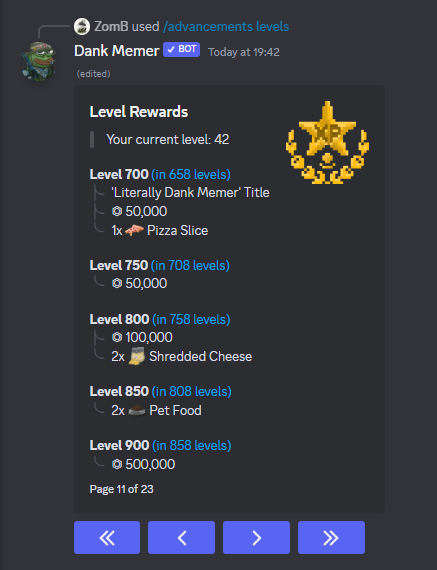 ZomB used /advancements levels
Dank Memer ✓ BOT Today at 19:42
(edited)
Level Rewards
Your current level: 42
XP
Level 700 (in 658 levels)
'Literally Dank Memer' Title
50,000
1x Pizza Slice
Level 750 (in 708 levels)
50,000
Level 800 (in 758 levels)
100,000
2x Shredded Cheese
Level 850 (in 808 levels)
2x Pet Food
Level 900 (in 858 levels)
500,000
Page 11 of 23